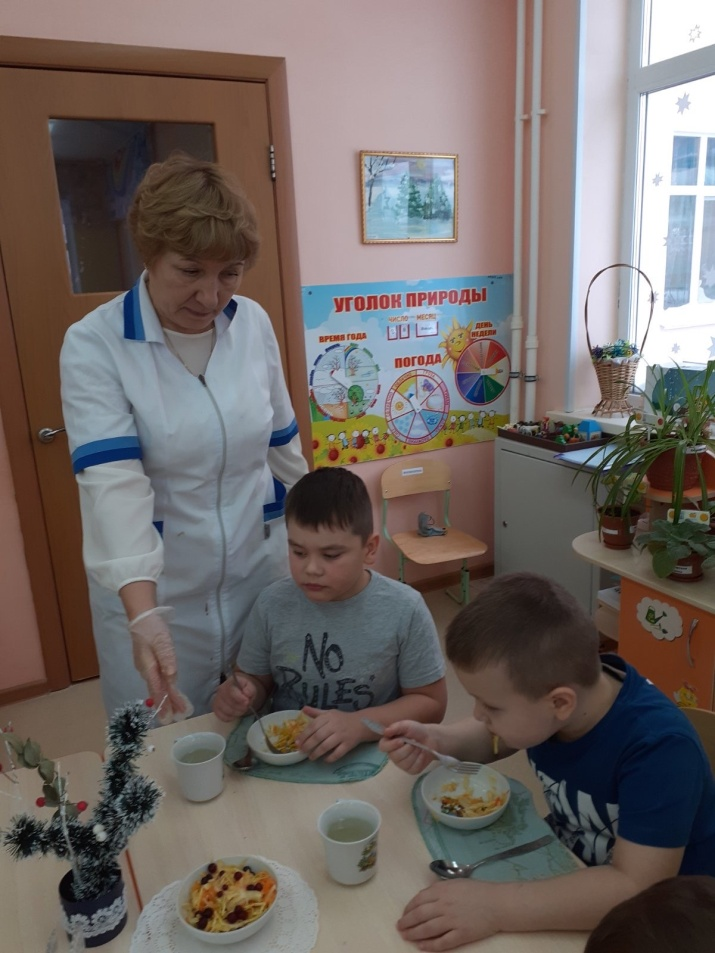 УГОЛОК ПРИРОДЫ
ЧИСЛО МЕСЯЦ
ВРЕМЯ ГОДА
ДЕНЬ
НЕДЕЛИ
ПОГОДА
NO
RULES